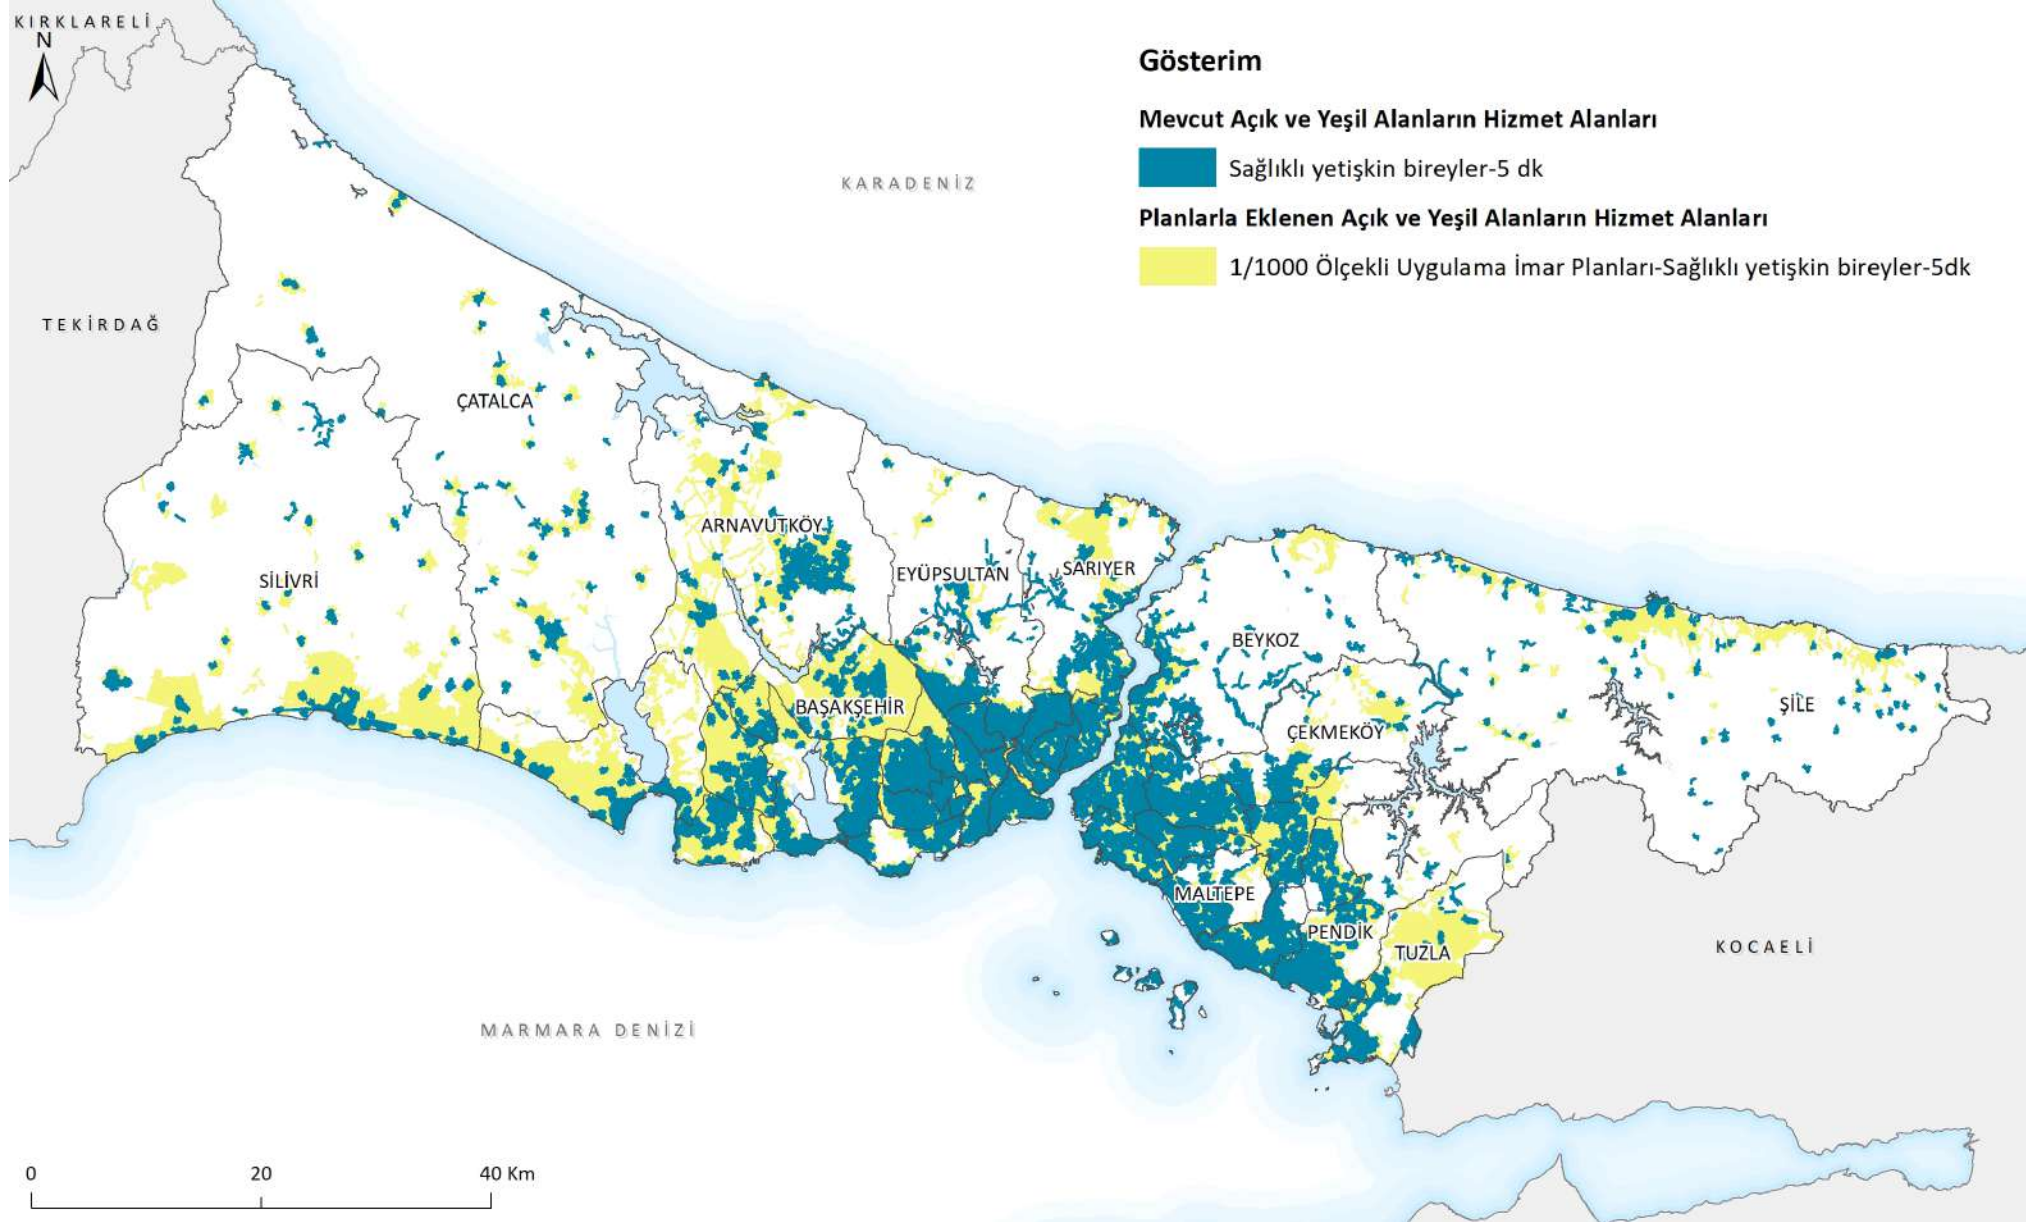 KIRKLARELİ
N
Gösterim
Mevcut Açık ve Yeşil Alanların Hizmet Alanları
Sağlıklı yetişkin bireyler-5 dk
Planlarla Eklenen Açık ve Yeşil Alanların Hizmet Alanları
1/1000 Ölçekli Uygulama İmar Planları-Sağlıklı yetişkin bireyler-5dk
KARADENİZ
TEKİRDAĞ
ÇATALCA
ARNAVUTKÖY
SİLİVRİ
EYÜPSULTAN
SARIYER
BEYKOZ
BAŞAKŞEHİR
ÇEKMEKÖY
ŞİLE
MALTEPE
PENDİK
TUZLA
KOCAELİ
MARMARA DENİZİ
0 20 40 Km